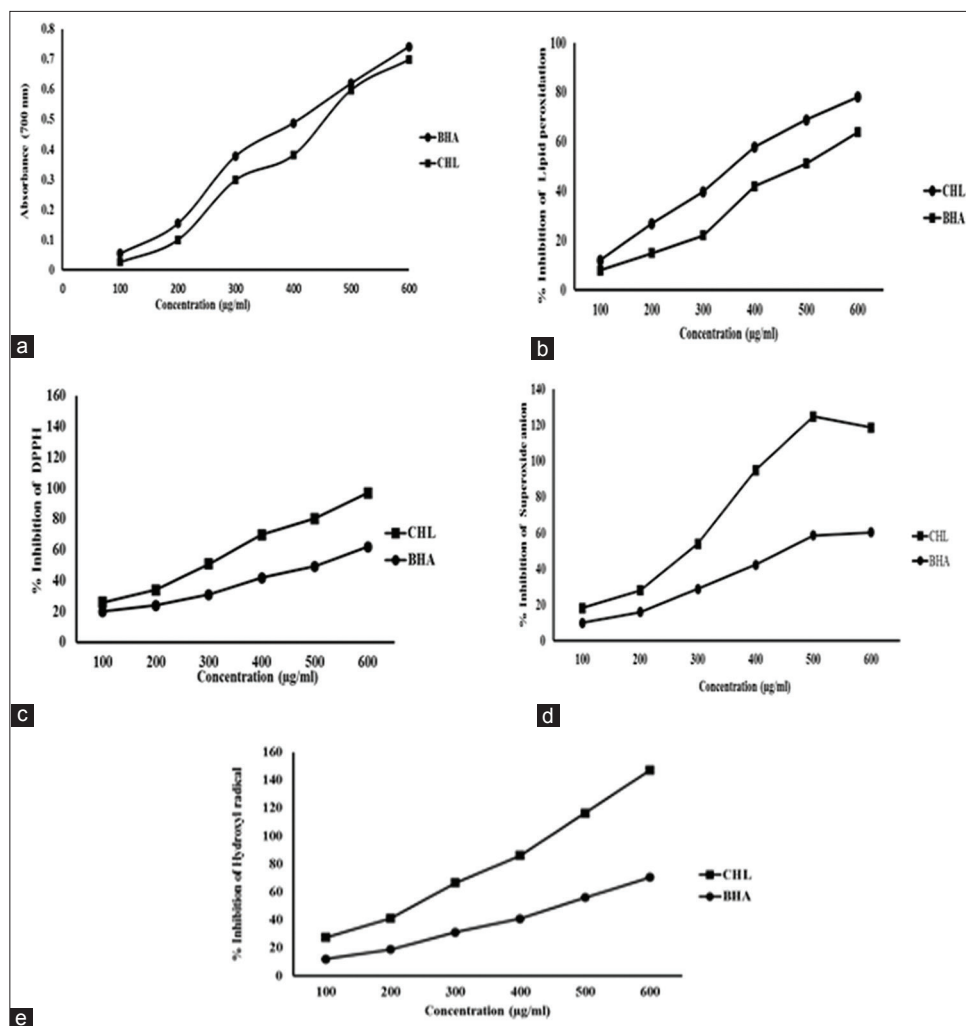 0.8
0.7
0.6
0.5
0.4
0.3
0.2
0.1
0
Absorbance (700 nm)
0 100 200 300 400 500 600
Concentration (µg/ml)
BHA
CHL
a
100
80
60
40
20
0
% Inhibition of Lipid peroxidation
100 200 300 400 500 600
Concentration (µg/ml)
CHL
BHA
b
160
140
120
100
80
60
40
20
0
% Inhibition of DPPH
100 200 300 400 500 600
Concentration (µg/ml)
CHL
BHA
c
140
120
100
80
60
40
20
0
% Inhibition of Superoxide anion
100 200 300 400 500 600
Concentration (µg/ml)
CHL
BHA
d
160
140
120
100
80
60
40
20
0
% Inhibition of Hydroxyl radical
100 200 300 400 500 600
Concentration (µg/ml)
CHL
BHA
e